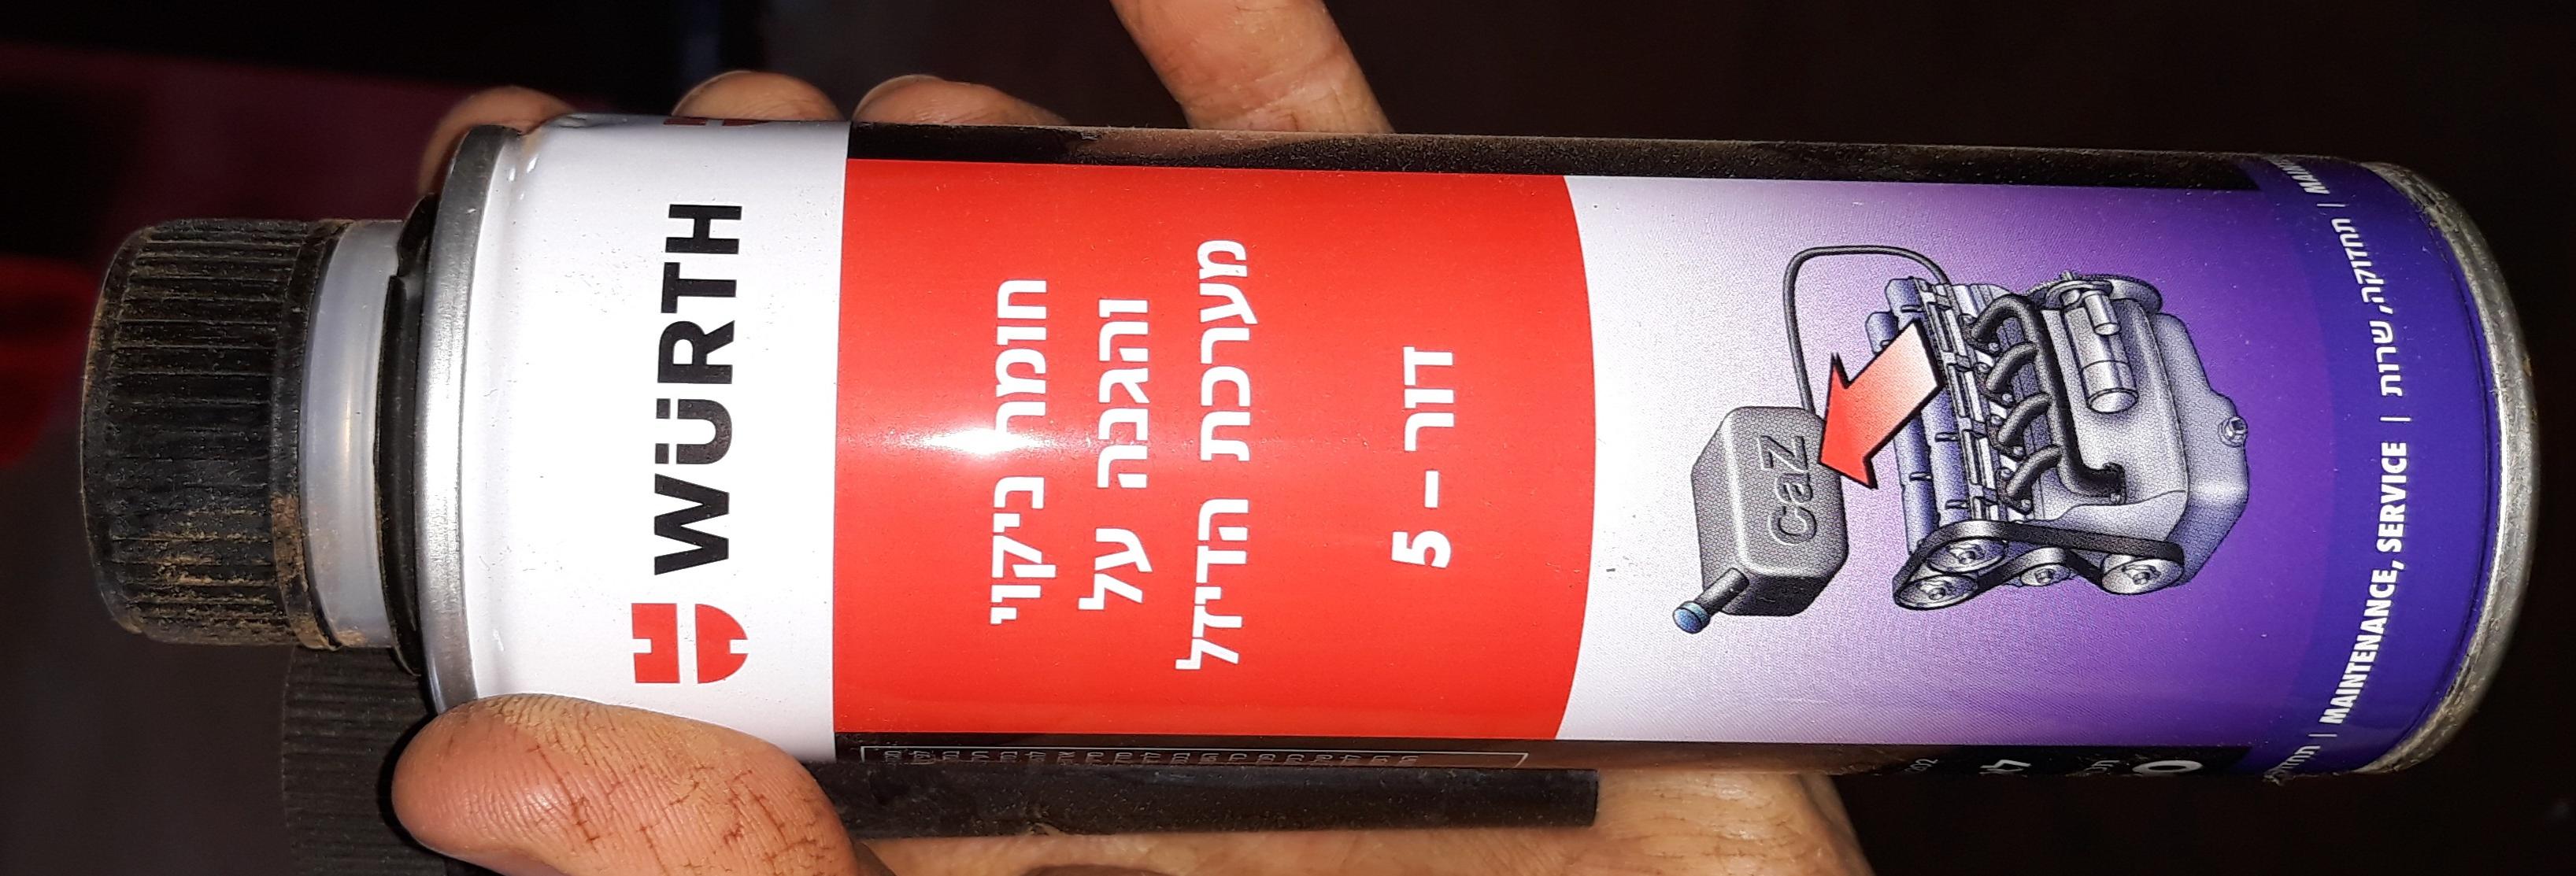 WÜRTH
חומר ניקוי
והגנה על
מערכת הדיזל
דור – 5
CaZ
תחזוקה, שרות | MAINTENANCE, SERVICE |